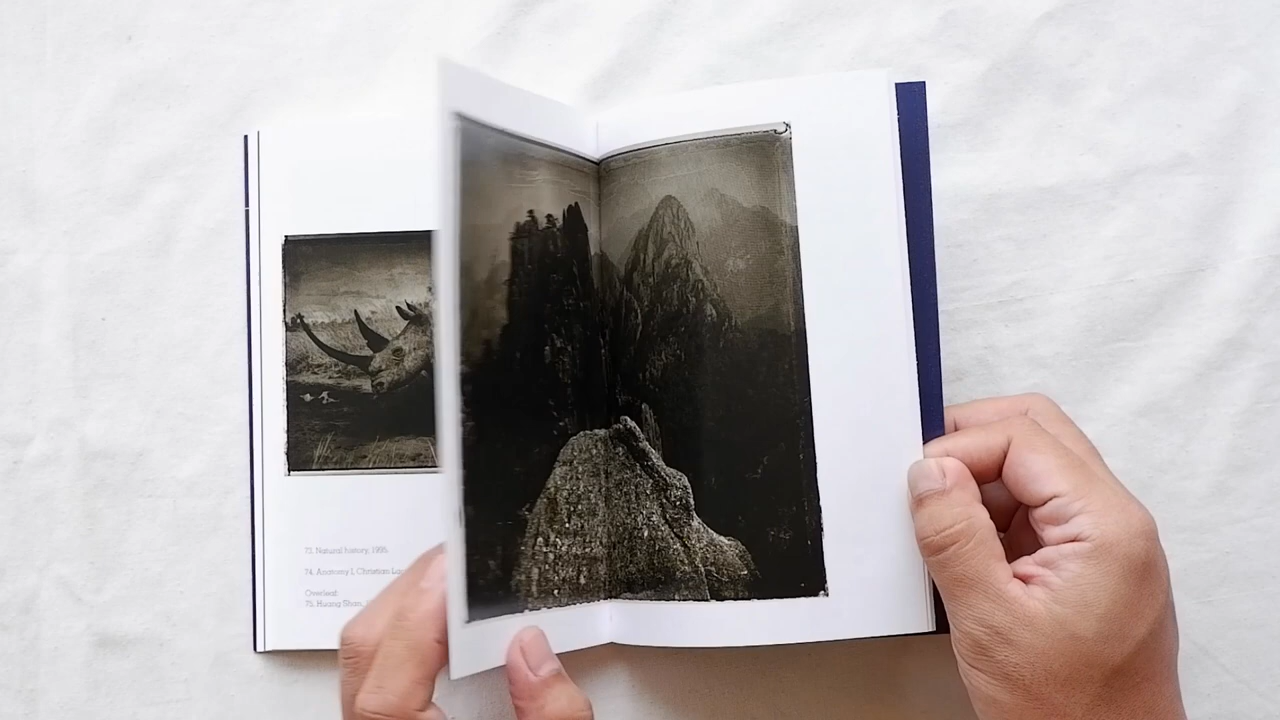 73. Natural history, 1995.
74. Anatomy I, Christian
Overleaf:
75. Huang Shan,